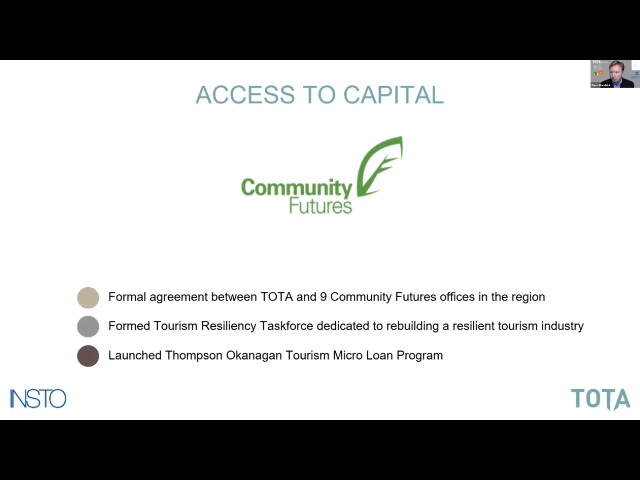 ACCESS TO CAPITAL
Community
Futures
Formal agreement between TOTA and 9 Community Futures offices in the region
Formed Tourism Resiliency Taskforce dedicated to rebuilding a resilient tourism industry
Launched Thompson Okanagan Tourism Micro Loan Program
INSTO
TOTA